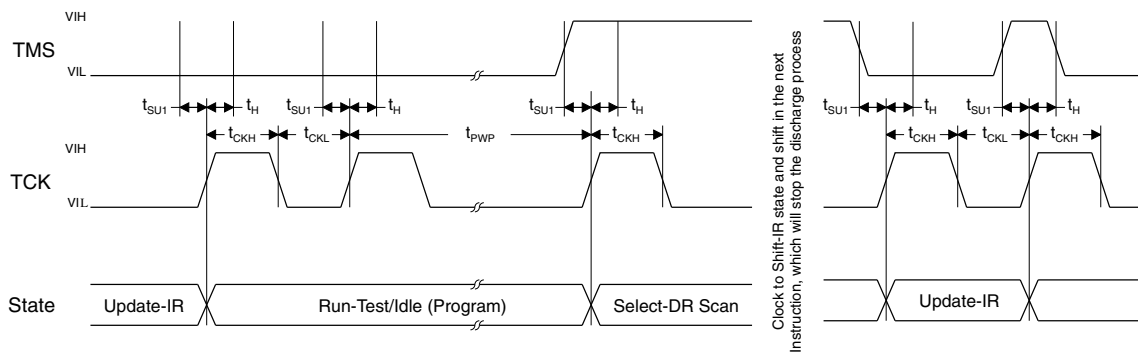 VIH
TMS
VIL
tSU1 tH tSU1 tH tSU1 tH tSU1 tH tSU1 tH
tCKH tCKL tPWP tCKH tCKH tCKL tCKH
VIH
TCK
VIL
State
Update-IR
Run-Test/Idle (Program)
Select-DR Scan
Clock to Shift-IR state and shift in the next
Instruction, which will stop the discharge process
Update-IR